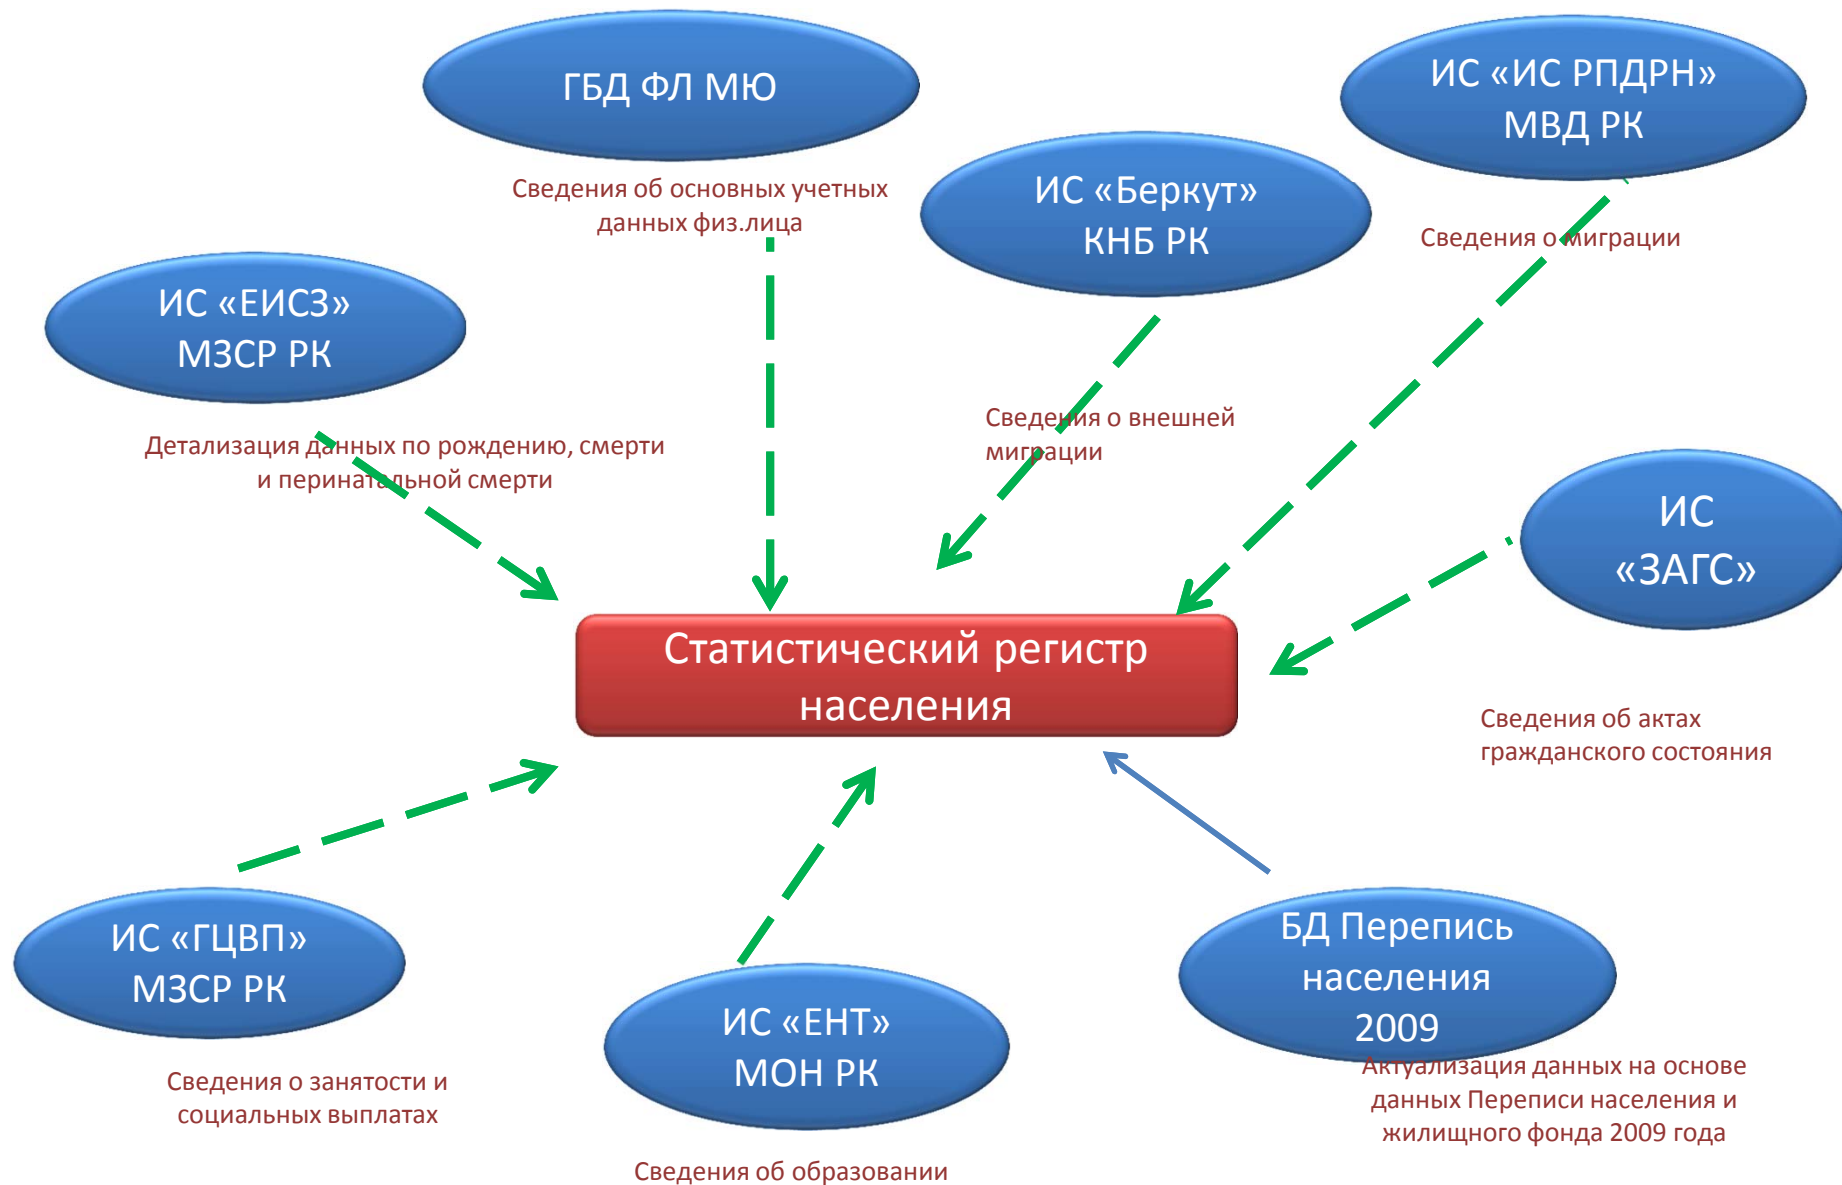 ГБД ФЛ МЮ
Сведения об основных учетных
данных физ.лица
ИС «ИС РПДРН»
МВД РК
Сведения о миграции
ИС «Беркут»
КНБ РК
Сведения о внешней
миграции
ИС «ЕИСЗ»
МЗСР РК
Детализация данных по рождению, смерти
и перинатальной смерти
ИС
«ЗАГС»
Сведения об актах
гражданского состояния
Статистический регистр
населения
ИС «ГЦВП»
МЗСР РК
Сведения о занятости и
социальных выплатах
ИС «ЕНТ»
МОН РК
Сведения об образовании
БД Перепись
населения
2009
Актуализация данных на основе
данных Переписи населения и
жилищного фонда 2009 года